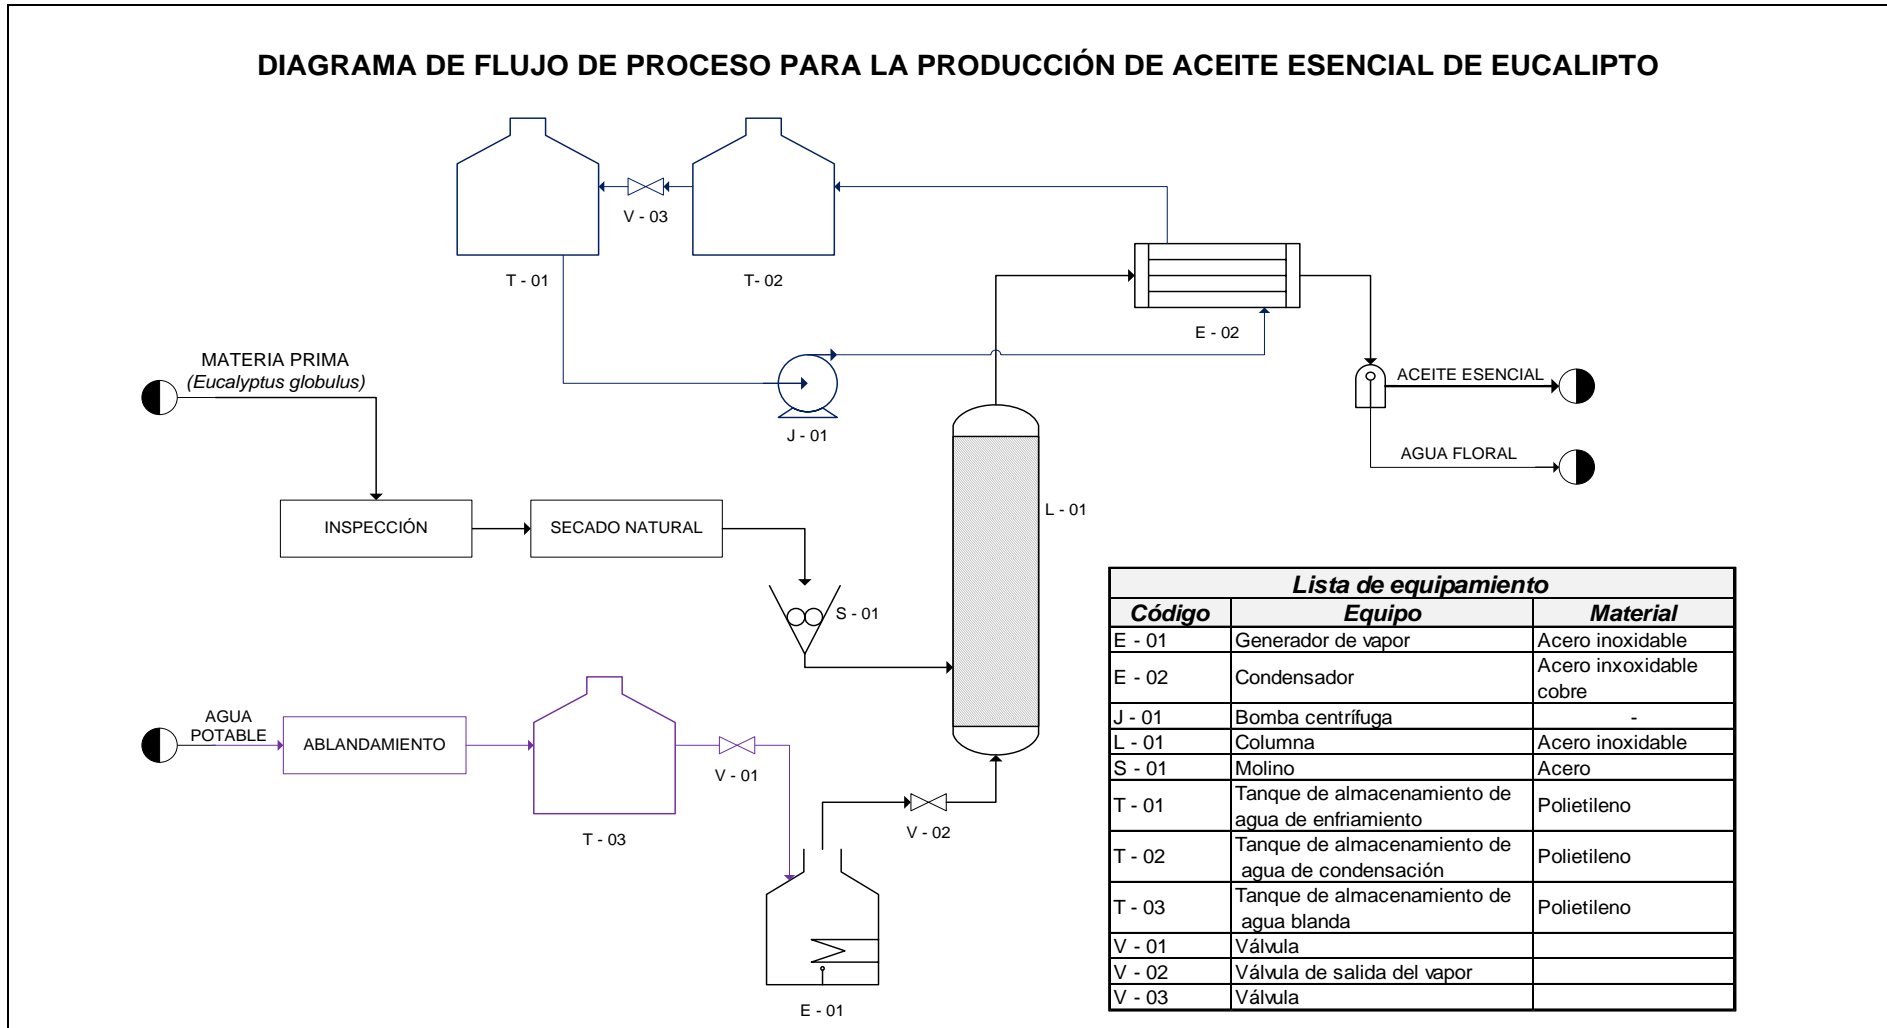 DIAGRAMA DE FLUJO DE PROCESO PARA LA PRODUCCIÓN DE ACEITE ESENCIAL DE EUCALIPTO
V - 03
T - 01
T- 02
E - 02
MATERIA PRIMA
(Eucalyptus globulus)
J - 01
ACEITE ESENCIAL
AGUA FLORAL
L - 01
INSPECCIÓN
SECADO NATURAL
S - 01
AGUA
POTABLE
ABLANDAMIENTO
T - 03
V - 01
V - 02
E - 01
Lista de equipamiento
Código Equipo Material
E - 01 Generador de vapor Acero inoxidable
E - 02 Condensador Acero inxoxidable
cobre
J - 01 Bomba centrífuga -
L - 01 Columna Acero inoxidable
S - 01 Molino Acero
T - 01 Tanque de almacenamiento de
agua de enfriamiento Polietileno
T - 02 Tanque de almacenamiento de
agua de condensación Polietileno
T - 03 Tanque de almacenamiento de
agua blanda Polietileno
V - 01 Válvula
V - 02 Válvula de salida del vapor
V - 03 Válvula